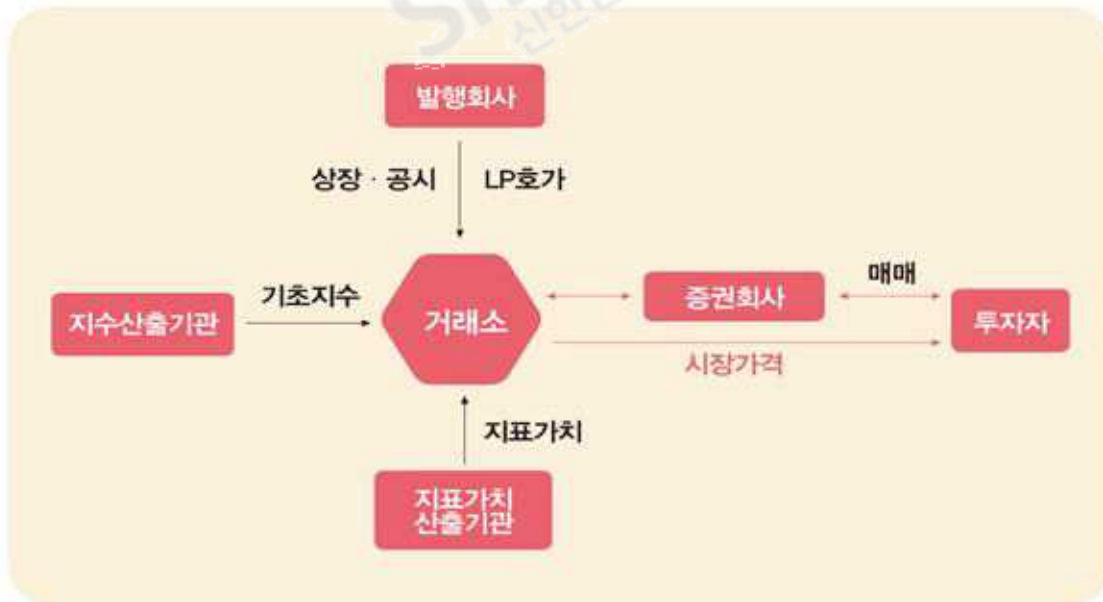 발행회사
상장 · 공시
LP호가
지수산출기관
기초지수
거래소
증권회사
매매
투자자
시장가격
지표가치
지표가치
산출기관